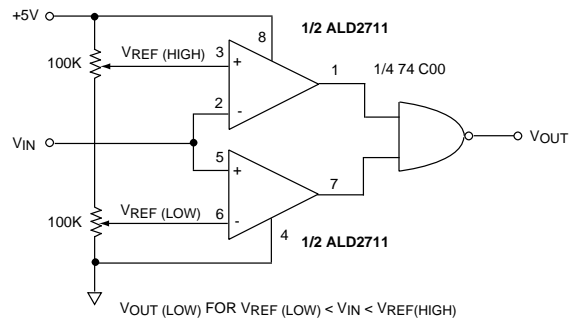 +5V
8
1/2 ALD2711
100K
VREF (HIGH)
3
+
1
1/4 74 C00
2
-
VIN
VOUT
5
+
7
100K
VREF (LOW)
6
-
4
1/2 ALD2711
VOUT (LOW) FOR VREF (LOW) < VIN < VREF(HIGH)